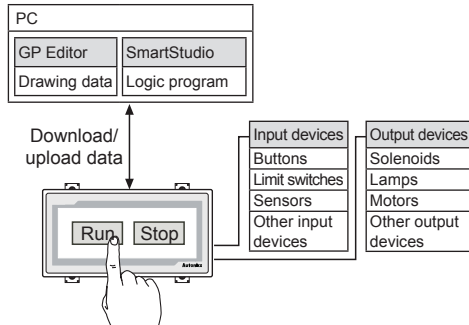 PC
GP Editor
SmartStudio
Drawing data
Logic program
Download/
upload data
Input devices
Buttons
Limit switches
Sensors
Other input
devices
Output devices
Solenoids
Lamps
Motors
Other output
devices
Run
Stop
Autonics